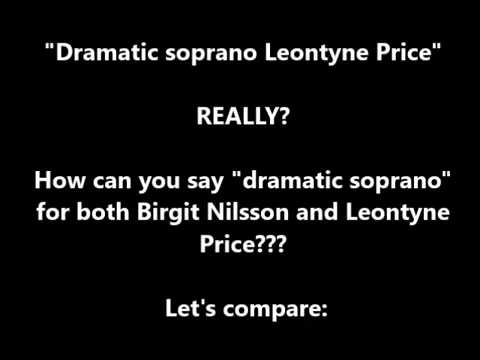 "Dramatic soprano Leontyne Price"
REALLY?
How can you say "dramatic soprano"
for both Birgit Nilsson and Leontyne
Price???
Let's compare: